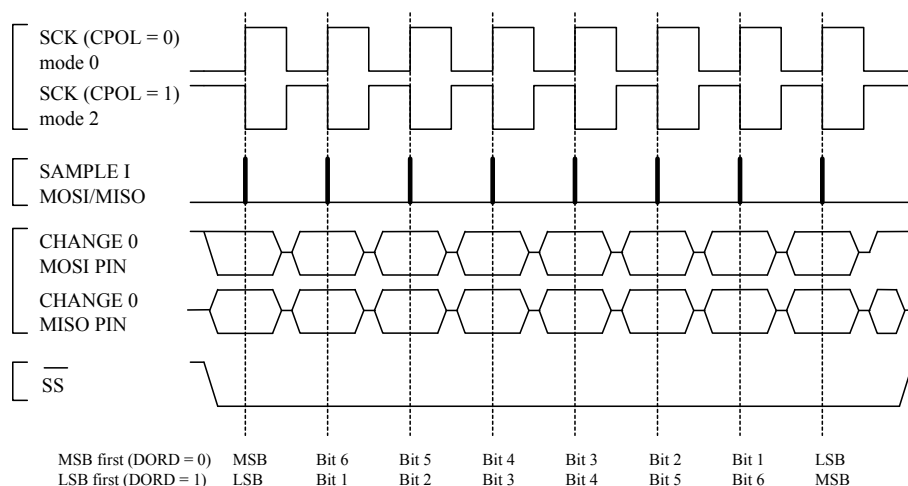 SCK (CPOL = 0)
mode 0
SCK (CPOL = 1)
mode 2
SAMPLE I
MOSI/MISO
CHANGE 0
MOSI PIN
CHANGE 0
MISO PIN
SS
MSB first (DORD = 0) MSB Bit 6 Bit 5 Bit 4 Bit 3 Bit 2 Bit 1 LSB
LSB first (DORD = 1) LSB Bit 1 Bit 2 Bit 3 Bit 4 Bit 5 Bit 6 MSB